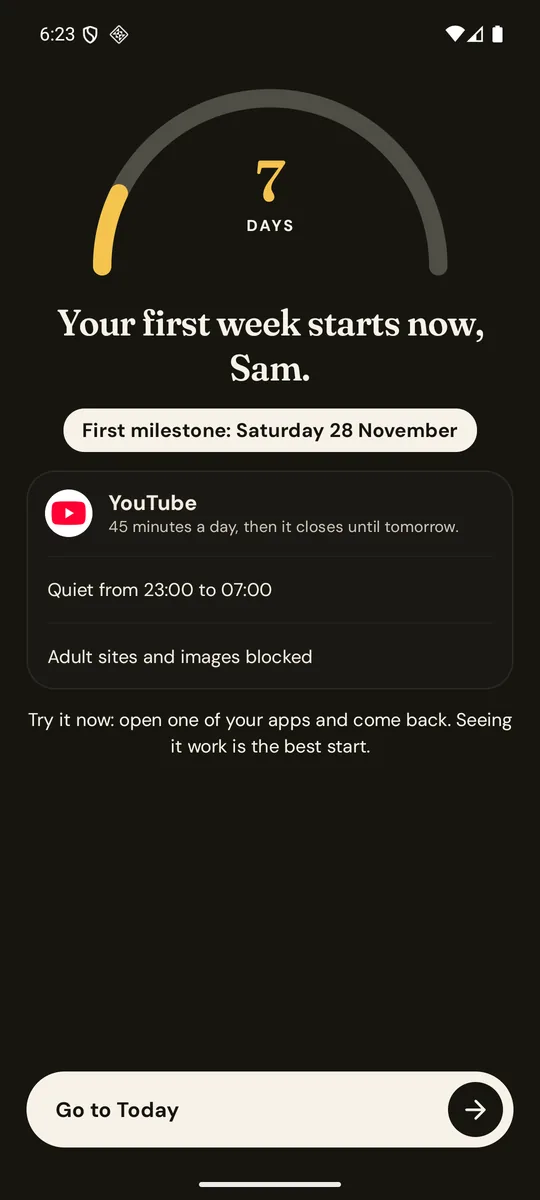 6:23
7
DAYS
Your first week starts now,
Sam.
First milestone: Saturday 28 November
YouTube
45 minutes a day, then it closes until tomorrow.
Quiet from 23:00 to 07:00
Adult sites and images blocked
Try it now: open one of your apps and come back. Seeing
it work is the best start.
Go to Today